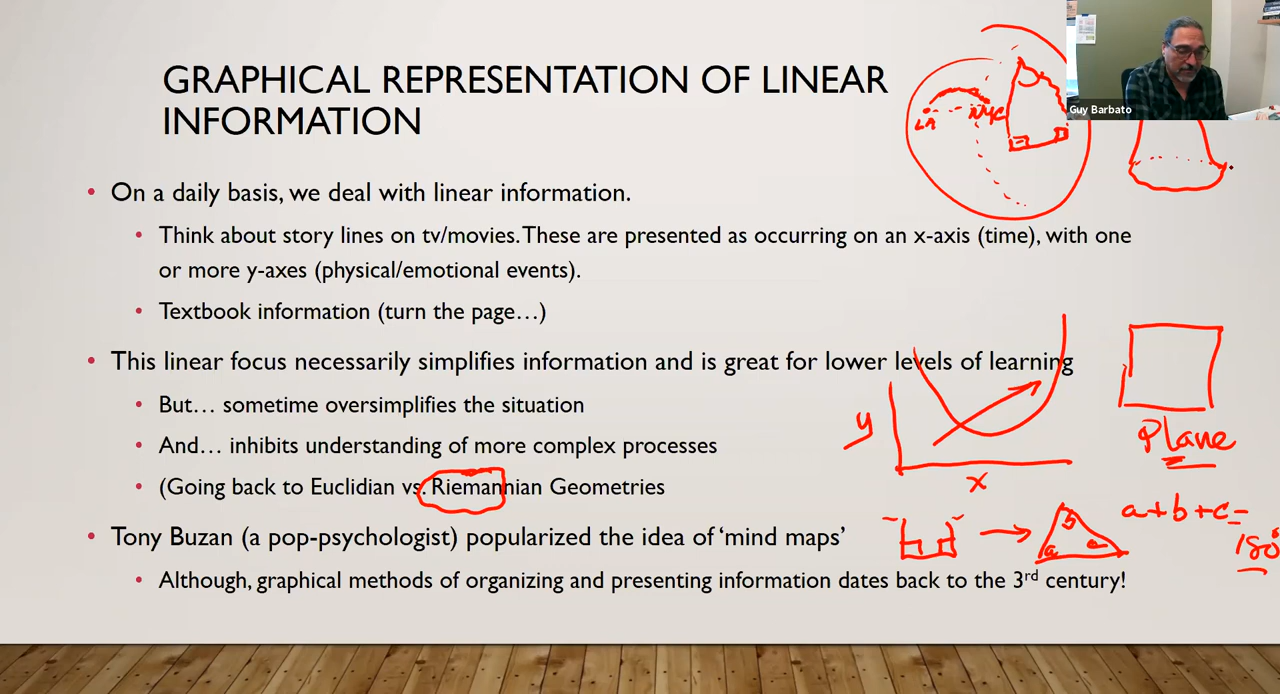 GRAPHICAL REPRESENTATION OF LINEAR
INFORMATION
LA
NYC
Guy Barbato
• On a daily basis, we deal with linear information.
• Think about story lines on tv/movies. These are presented as occurring on an x-axis (time), with one
or more y-axes (physical/emotional events).
• Textbook information (turn the page…)
• This linear focus necessarily simplifies information and is great for lower levels of learning
• But… sometime oversimplifies the situation
• And… inhibits understanding of more complex processes
• (Going back to Euclidian vs. Riemannian Geometries
y
x
Plane
• Tony Buzan (a pop-psychologist) popularized the idea of 'mind maps'
a b c
a+b+c=
180°
• Although, graphical methods of organizing and presenting information dates back to the 3rd century!